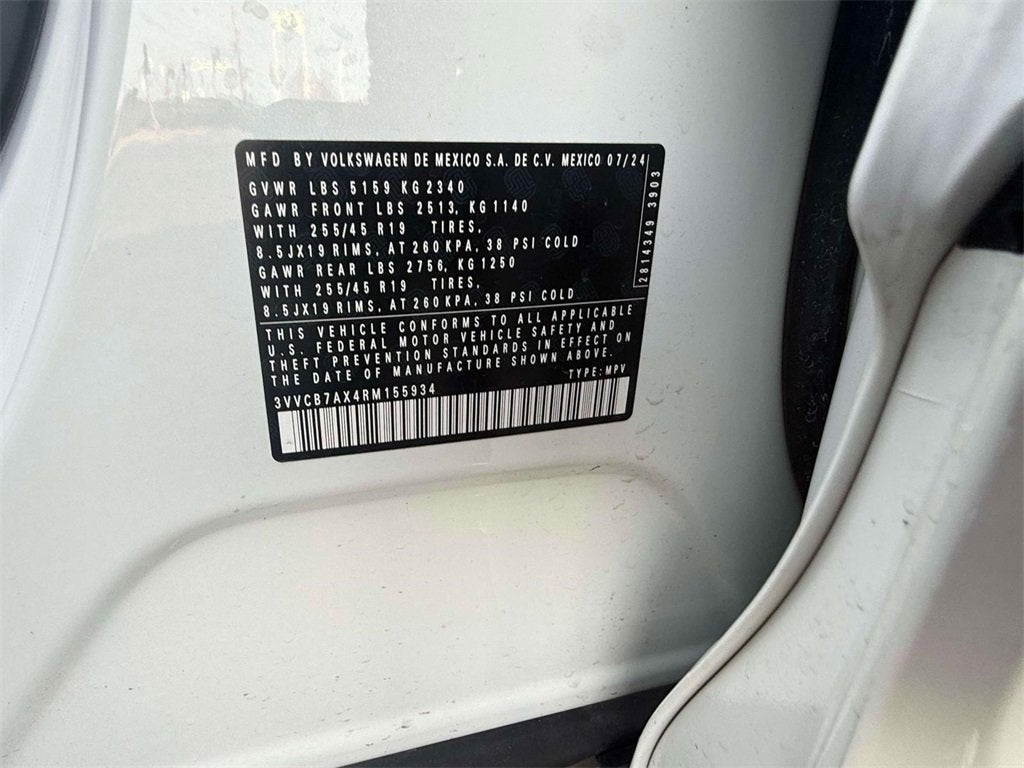 MFD BY VOLKSWAGEN DE MEXICO S.A. DE C.V. MEXICO 07/24
GVWR LBS 5159 KG 2340
GAWR FRONT LBS 2513, KG 1140
WITH 255/45 R19 TIRES,
8.5JX19 RIMS, AT 260 KPA, 38 PSI COLD
GAWR REAR LBS 2756, KG 1250
WITH 255/45 R19 TIRES,
8.5JX19 RIMS, AT 260 KPA, 38 PSI COLD
2814349 3903
THIS VEHICLE CONFORMS TO ALL APPLICABLE
U.S. FEDERAL MOTOR VEHICLE SAFETY AND
THEFT PREVENTION STANDARDS IN EFFECT ON
THE DATE OF MANUFACTURE SHOWN ABOVE.
TYPE: MPV
3VVCB7AX4RM155934